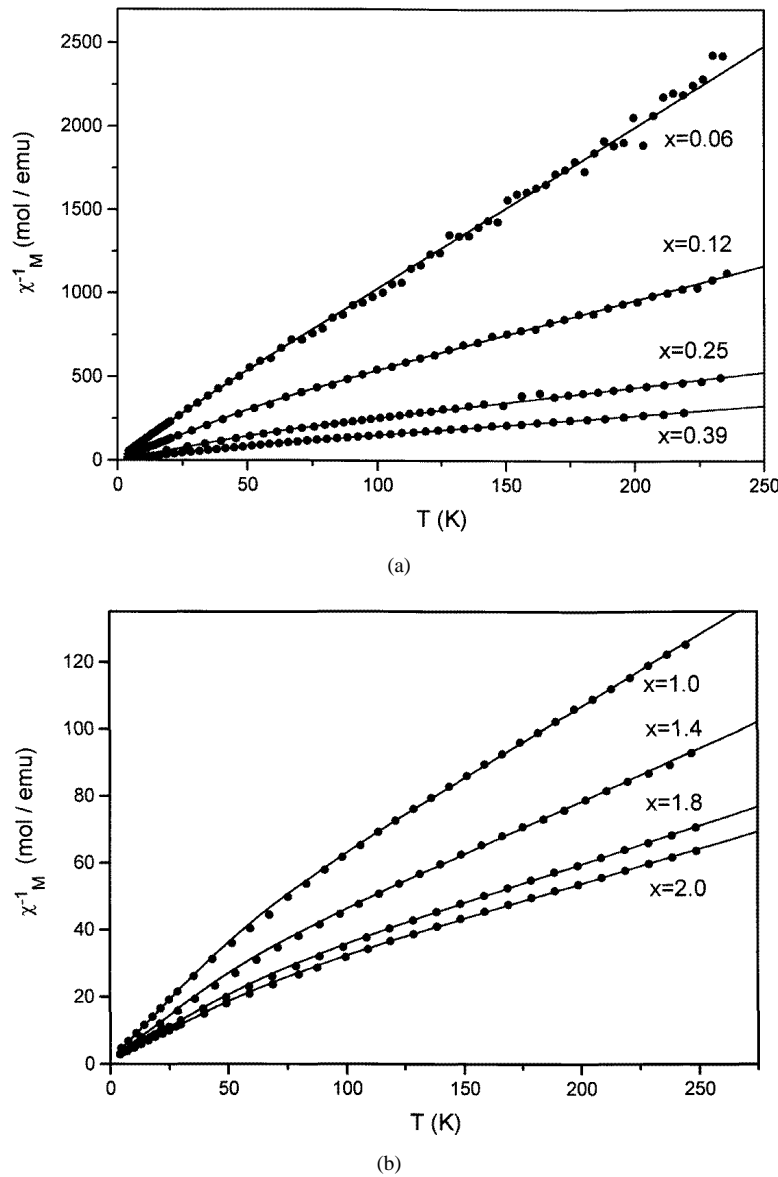 2500
2000
1500
1000
500
0
χ⁻¹M (mol / emu)
x=0.06
x=0.12
x=0.25
x=0.39
0 50 100 150 200 250
T (K)
(a)
120
100
80
60
40
20
0
χ⁻¹M (mol / emu)
x=1.0
x=1.4
x=1.8
x=2.0
0 50 100 150 200 250
T (K)
(b)